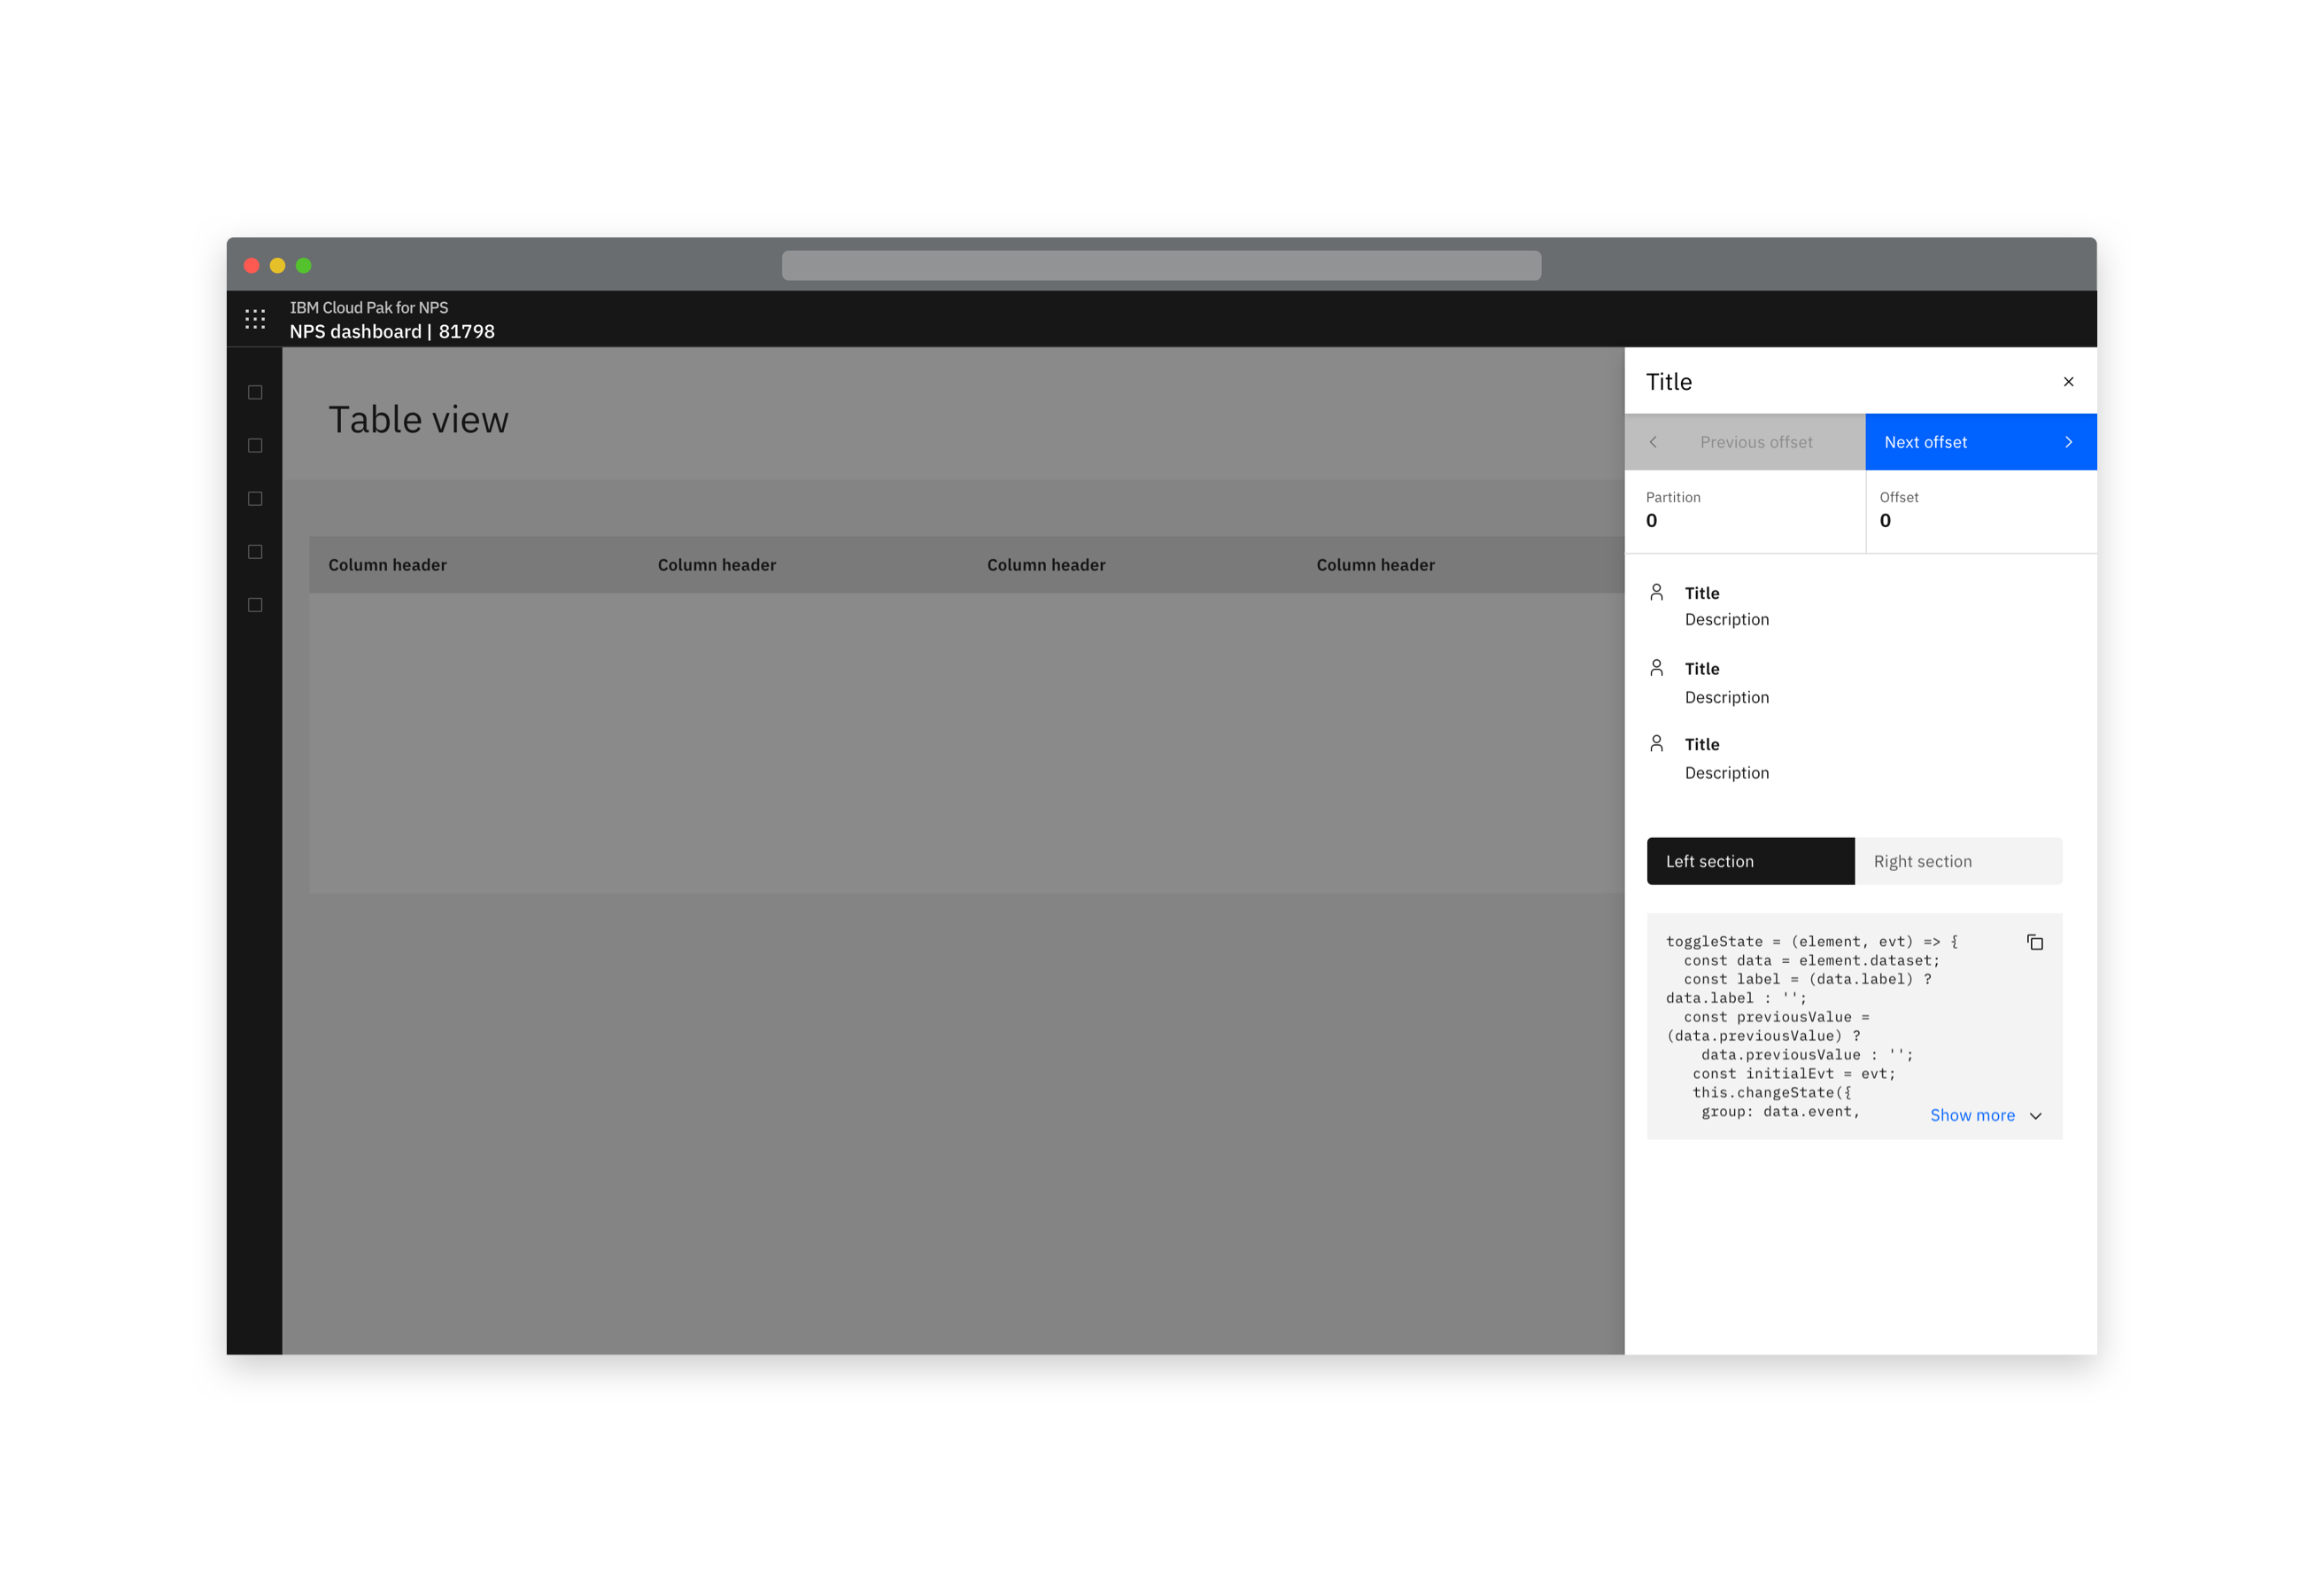 IBM Cloud Pak for NPS
NPS dashboard | 81798
Table view
Column header Column header Column header Column header
Title
Previous offset Next offset
Partition Offset
0 0
Title
Description
Title
Description
Title
Description
Left section Right section
toggleState = (element, evt) => {
  const data = element.dataset;
  const label = (data.label) ?
data.label : '';
  const previousValue =
(data.previousValue) ?
    data.previousValue : '';
   const initialEvt = evt;
   this.changeState({
    group: data.event,
Show more